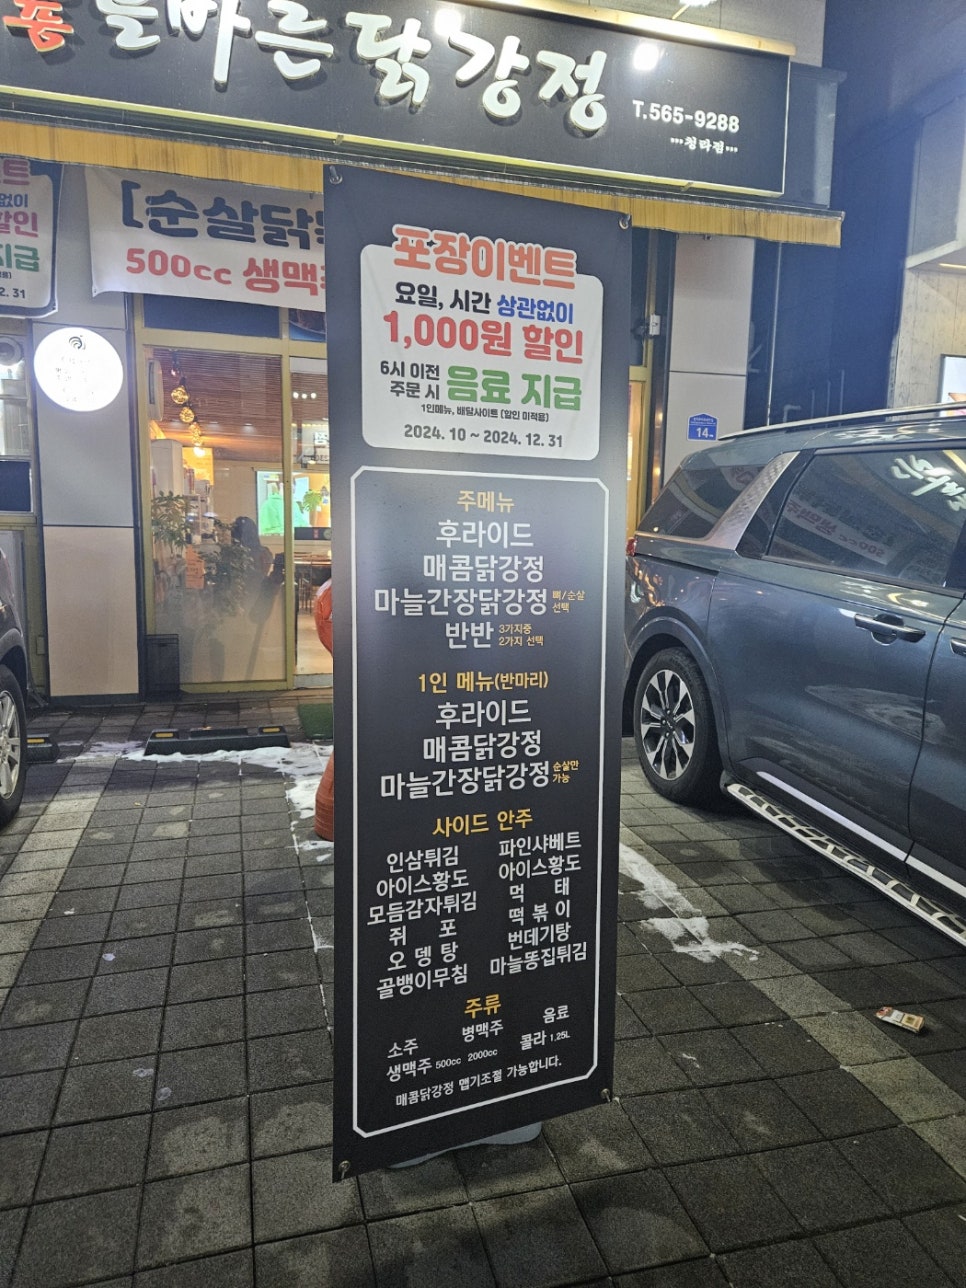 올바른닭강정
T.565-9288
···청라점···
[순살닭
500cc 생맥주
없이
할인
지급
2. 31
포장이벤트
요일, 시간 상관없이
1,000원 할인
6시 이전
주문 시 음료 지급
1인메뉴, 배달사이트 (할인 미적용)
2024. 10 ~ 2024. 12. 31
14
주메뉴
후라이드
매콤닭강정
마늘간장닭강정 뼈/순살 선택
반반 3가지중 2가지 선택
1인 메뉴(반마리)
후라이드
매콤닭강정
마늘간장닭강정 순살만 가능
사이드 안주
인삼튀김 파인샤베트
아이스황도 아이스황도
모듬감자튀김 먹 태
쥐 포 떡 볶 이
오 뎅 탕 번데기탕
골뱅이무침 마늘똥집튀김
주류
소주 병맥주 음료
생맥주 500cc 2000cc 콜라 1.25L
매콤닭강정 맵기조절 가능합니다.